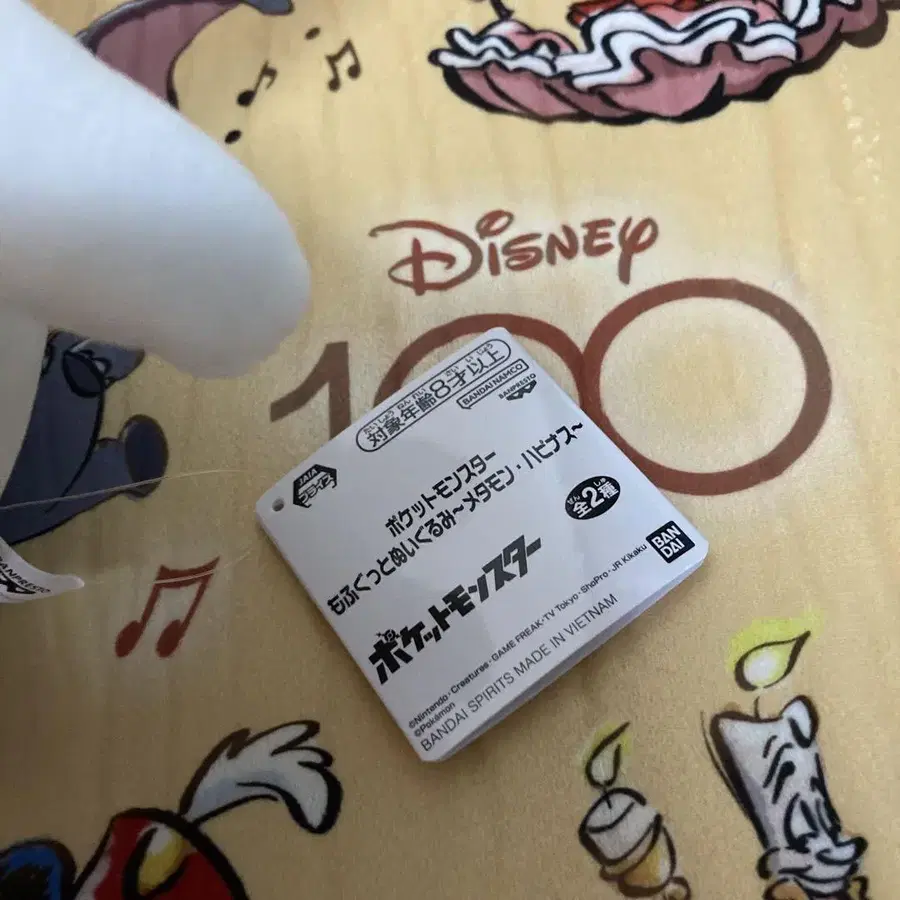 DISNEY
100
たいしょうねんれい さいいじょう
対象年齢8才以上
BANDAI NAMCO
BANPRESTO
JAIA
プライズ
ポケットモンスター
もふぐっとぬいぐるみ~メタモン・ハピナス~
ぜん しゅ
全2種
ポケットモンスター
BAN
DAI
©Nintendo・Creatures・GAME FREAK・TV Tokyo・ShoPro・JR Kikaku
©Pokémon
BANDAI SPIRITS MADE IN VIETNAM
BANPRESTO